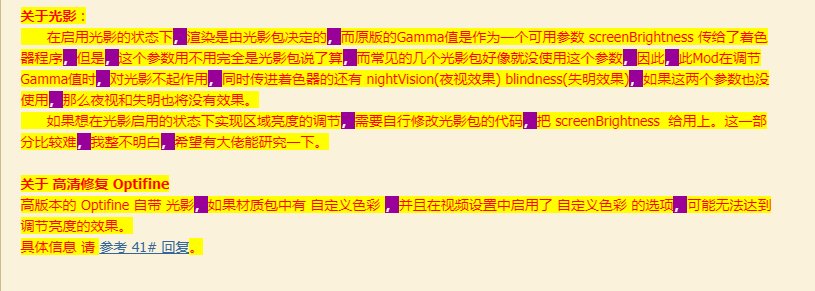 关于光影：
在启用光影的状态下，渲染是由光影包决定的，而原版的Gamma值是作为一个可用参数 screenBrightness 传给了着色
器程序，但是，这个参数用不用完全是光影包说了算，而常见的几个光影包好像就没使用这个参数，因此，此Mod在调节
Gamma值时，对光影不起作用，同时传进着色器的还有 nightVision(夜视效果) blindness(失明效果)，如果这两个参数也没
使用，那么夜视和失明也将没有效果。
如果想在光影启用的状态下实现区域亮度的调节，需要自行修改光影包的代码，把 screenBrightness 给用上。这一部
分比较难，我整不明白，希望有大佬能研究一下。
关于 高清修复 Optifine
高版本的 Optifine 自带 光影，如果材质包中有 自定义色彩 ，并且在视频设置中启用了 自定义色彩 的选项，可能无法达到
调节亮度的效果。
具体信息 请 参考 41# 回复。